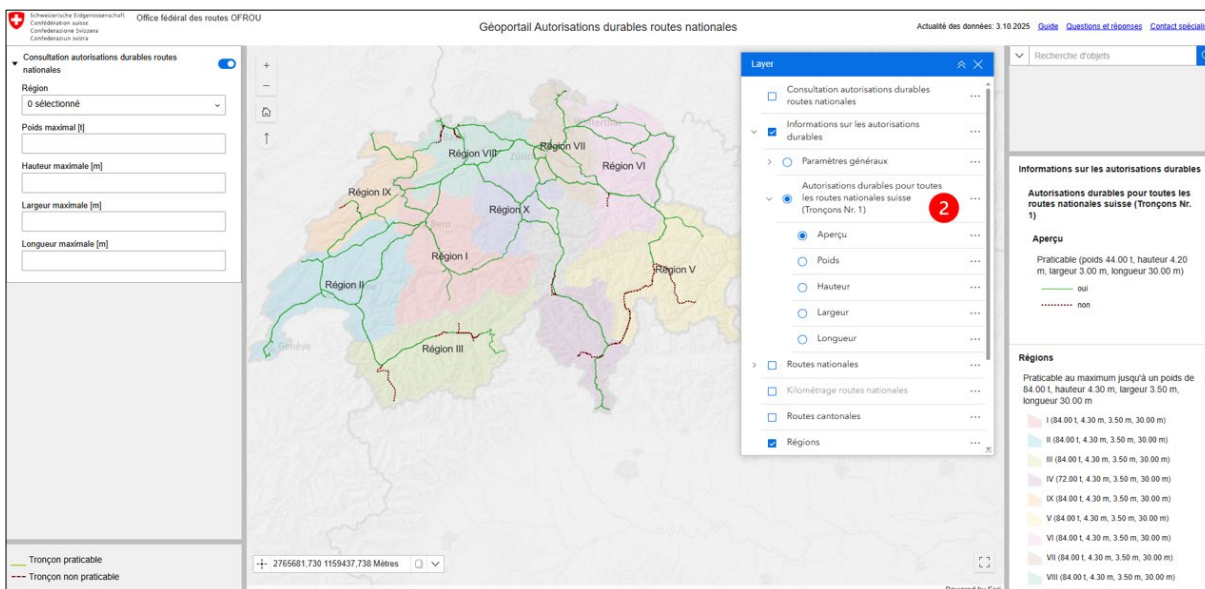 Schweizerische Eidgenossenschaft
Confédération suisse
Confederazione Svizzera
Confederaziun svizra
Office fédéral des routes OFROU
Géoportail Autorisations durables routes nationales
Actualité des données: 3.10.2025 Guide Questions et réponses Contact spéciali
Consultation autorisations durables routes
nationales
Région
0 sélectionné
Poids maximal [t]
Hauteur maximale [m]
Largeur maximale [m]
Longueur maximale [m]
Tronçon praticable
Tronçon non praticable
Winterthur
Région VII
Région VIII
Zürich
Région VI
Région IX
Région X
Bern
Région I
Région V
Région II
Région III
Genève
2765681,730 1159437,738 Mètres
Powered by Esri
Layer
Consultation autorisations durables
routes nationales
Informations sur les autorisations
durables
Paramètres généraux
Autorisations durables pour toutes
les routes nationales suisse
(Tronçons Nr. 1)
2
Aperçu
Poids
Hauteur
Largeur
Longueur
Routes nationales
Kilométrage routes nationales
Routes cantonales
Régions
Recherche d'objets
Informations sur les autorisations durables
Autorisations durables pour toutes les
routes nationales suisse (Tronçons Nr.
1)
Aperçu
Praticable (poids 44.00 t, hauteur 4.20
m, largeur 3.00 m, longueur 30.00 m)
oui
non
Régions
Praticable au maximum jusqu'à un poids de
84.00 t, hauteur 4.30 m, largeur 3.50 m,
longueur 30.00 m
I (84.00 t, 4.30 m, 3.50 m, 30.00 m)
II (84.00 t, 4.30 m, 3.50 m, 30.00 m)
III (84.00 t, 4.30 m, 3.50 m, 30.00 m)
IV (72.00 t, 4.30 m, 3.50 m, 30.00 m)
IX (84.00 t, 4.30 m, 3.50 m, 30.00 m)
V (84.00 t, 4.30 m, 3.50 m, 30.00 m)
VI (84.00 t, 4.30 m, 3.50 m, 30.00 m)
VII (84.00 t, 4.30 m, 3.50 m, 30.00 m)
VIII (84.00 t, 4.30 m, 3.50 m, 30.00 m)